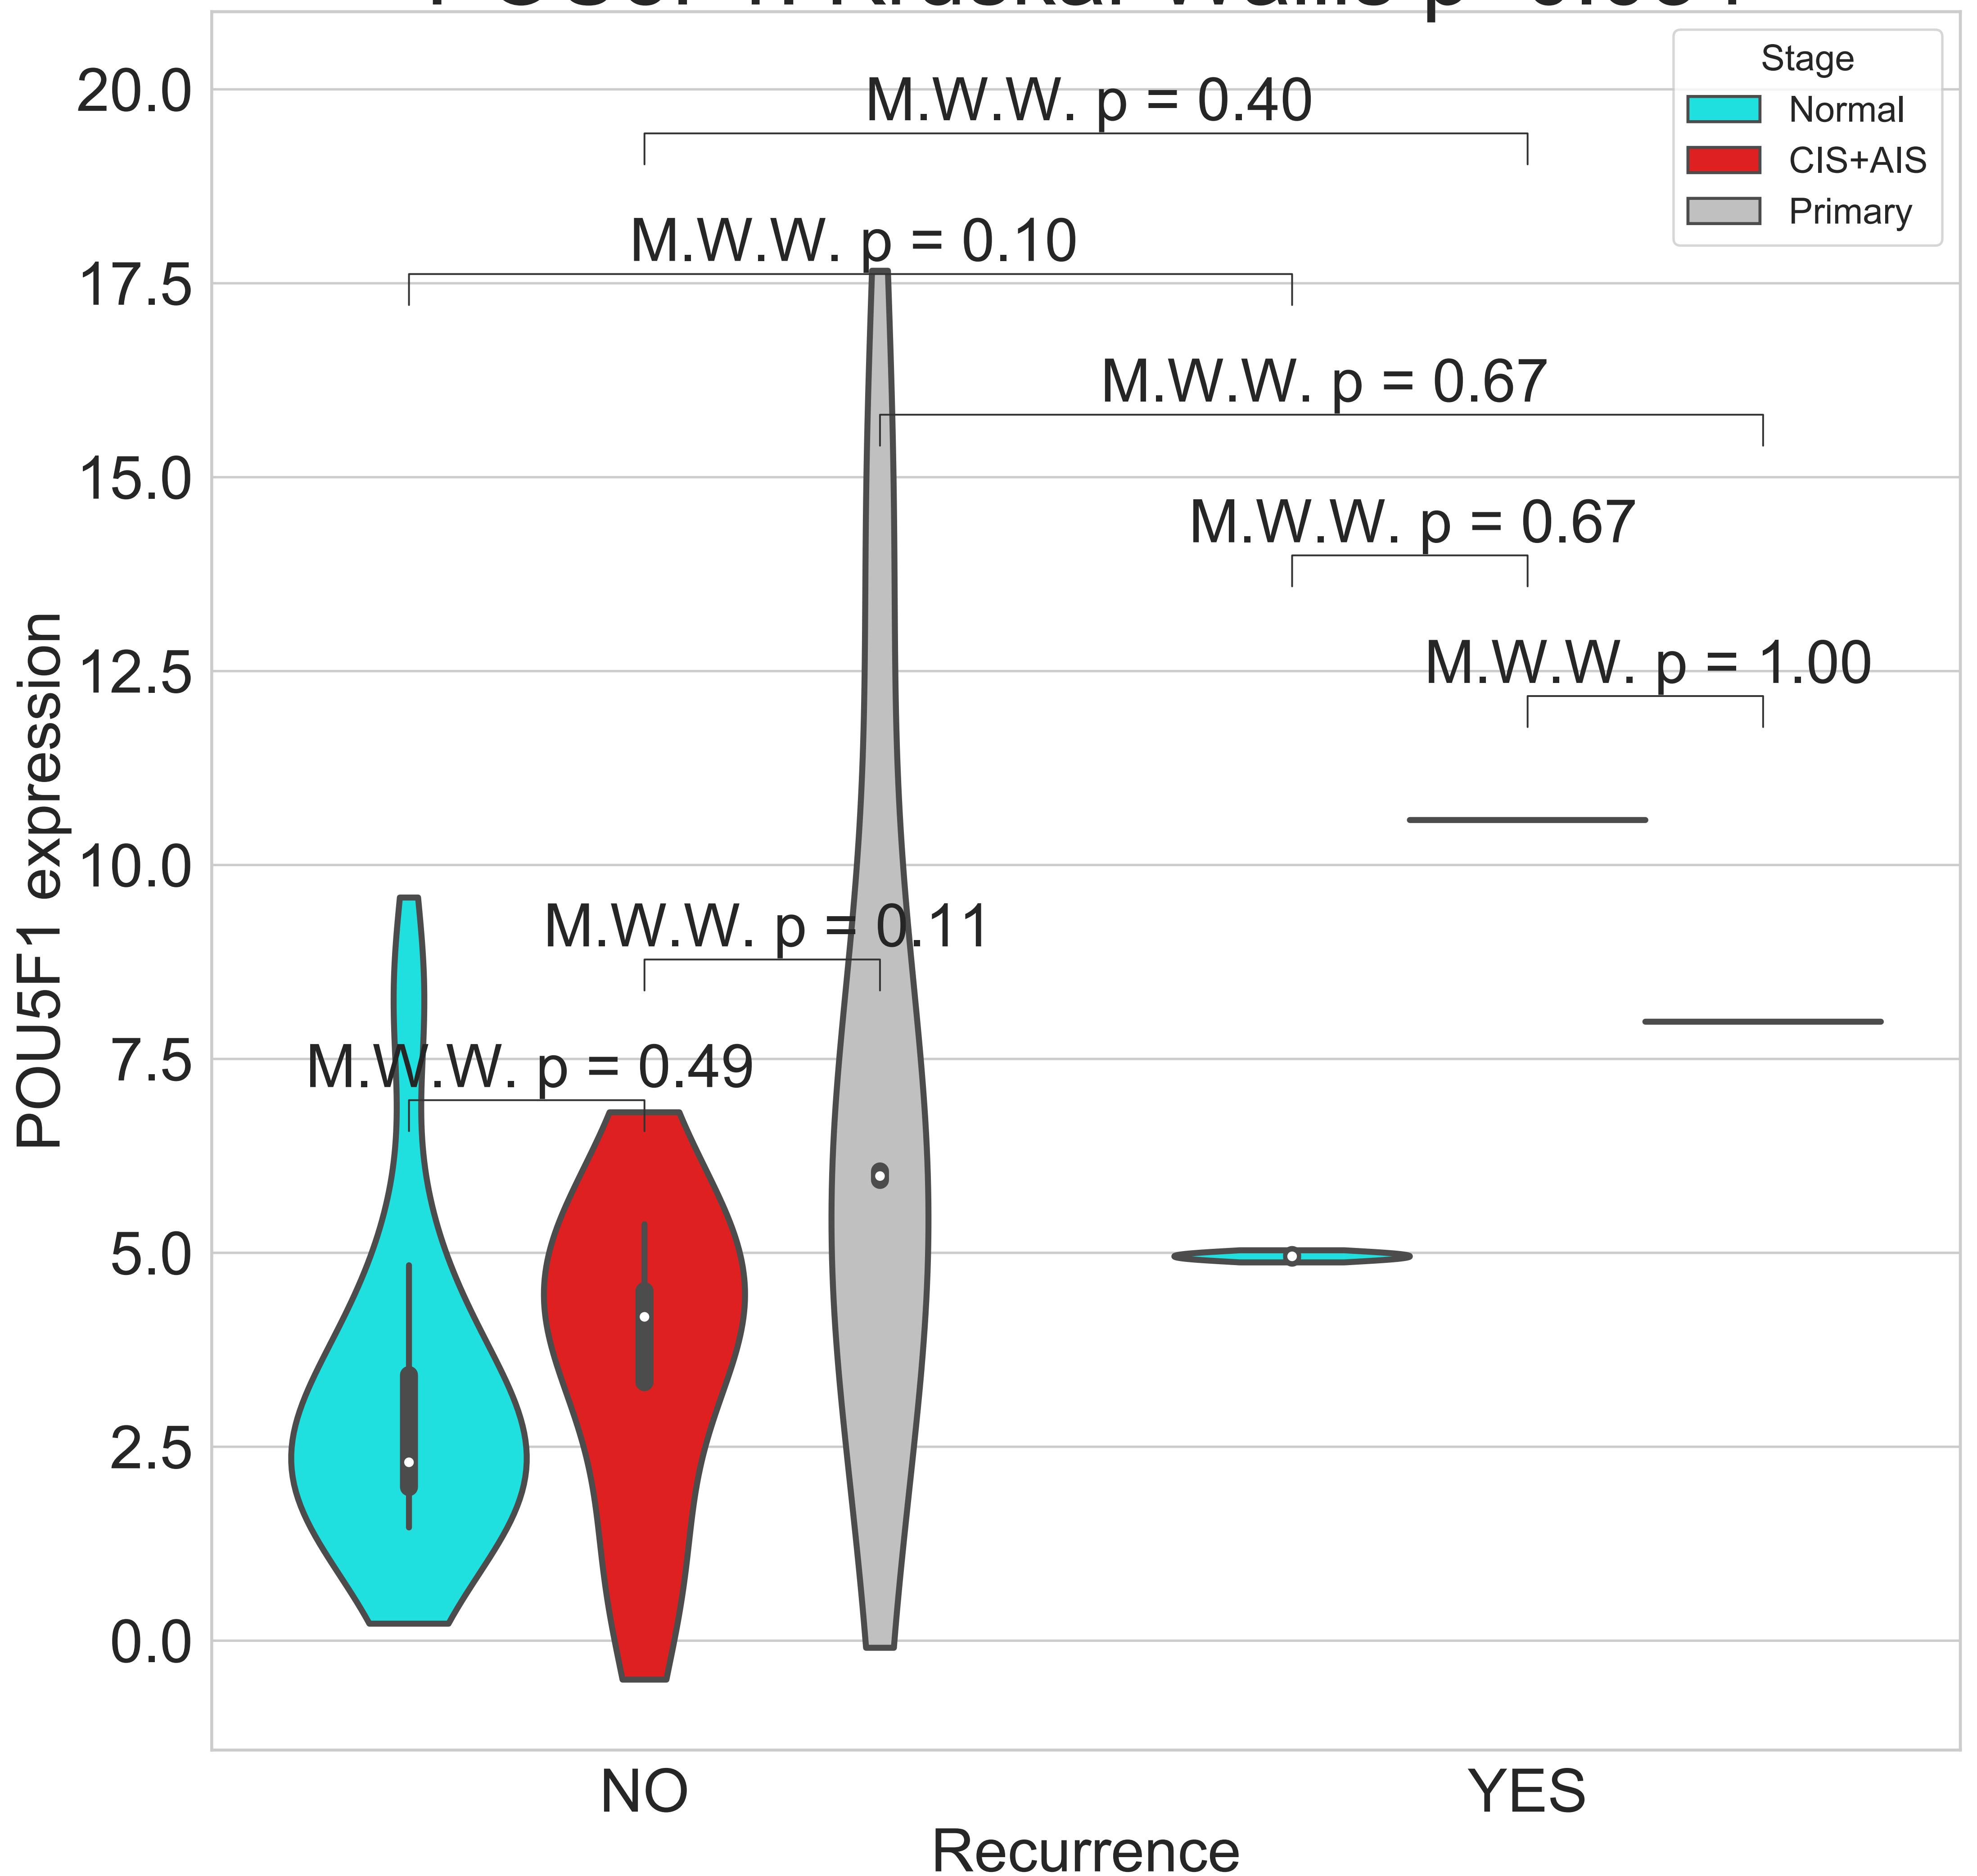 Stage
Normal
CIS+AIS
Primary
M.W.W. p = 0.40
M.W.W. p = 0.10
M.W.W. p = 0.67
M.W.W. p = 0.67
M.W.W. p = 1.00
M.W.W. p = 0.11
M.W.W. p = 0.49
20.0
17.5
15.0
12.5
10.0
7.5
5.0
2.5
0.0
POU5F1 expression
NO
YES
Recurrence